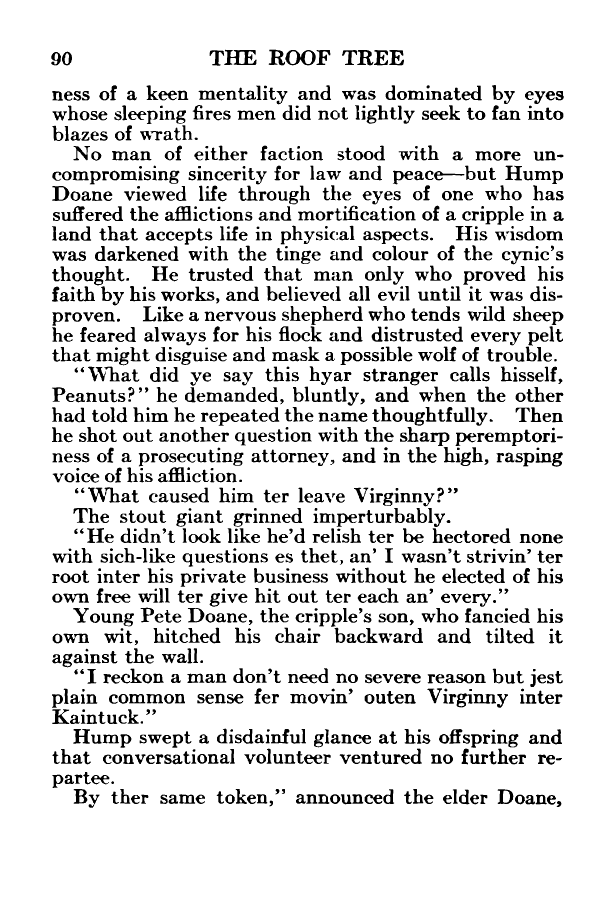 90 THE ROOF TREE
ness of a keen mentality and was dominated by eyes
whose sleeping fires men did not lightly seek to fan into
blazes of wrath.
No man of either faction stood with a more un-
compromising sincerity for law and peace—but Hump
Doane viewed life through the eyes of one who has
suffered the afflictions and mortification of a cripple in a
land that accepts life in physical aspects. His wisdom
was darkened with the tinge and colour of the cynic's
thought. He trusted that man only who proved his
faith by his works, and believed all evil until it was dis-
proven. Like a nervous shepherd who tends wild sheep
he feared always for his flock and distrusted every pelt
that might disguise and mask a possible wolf of trouble.
"What did ye say this hyar stranger calls hisself,
Peanuts?" he demanded, bluntly, and when the other
had told him he repeated the name thoughtfully. Then
he shot out another question with the sharp peremptori-
ness of a prosecuting attorney, and in the high, rasping
voice of his affliction.
"What caused him ter leave Virginny?"
The stout giant grinned imperturbably.
"He didn't look like he'd relish ter be hectored none
with sich-like questions es thet, an' I wasn't strivin' ter
root inter his private business without he elected of his
own free will ter give hit out ter each an' every."
Young Pete Doane, the cripple's son, who fancied his
own wit, hitched his chair backward and tilted it
against the wall.
"I reckon a man don't need no severe reason but jest
plain common sense fer movin' outen Virginny inter
Kaintuck."
Hump swept a disdainful glance at his offspring and
that conversational volunteer ventured no further re-
partee.
By ther same token," announced the elder Doane,